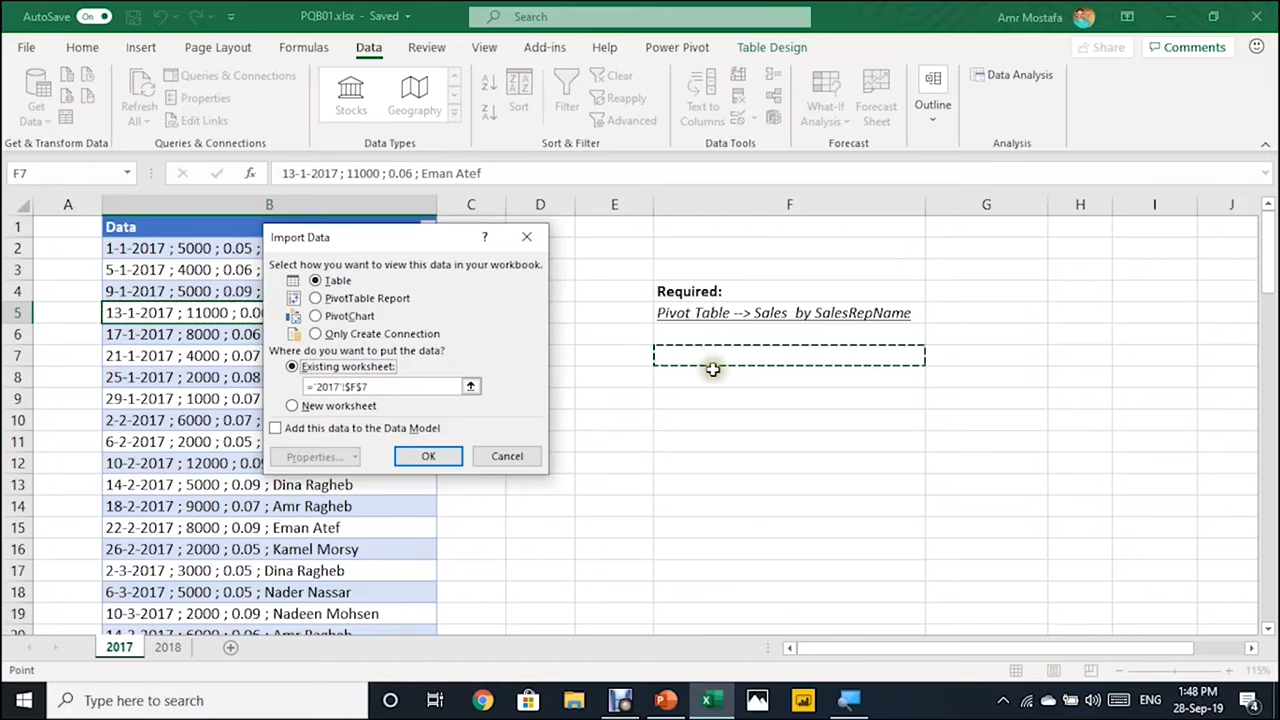 AutoSave On PQB01.xlsx - Saved Search Amr Mostafa
File Home Insert Page Layout Formulas Data Review View Add-ins Help Power Pivot Table Design Share Comments
Get Data
Refresh All
Queries & Connections
Properties
Edit Links
Stocks
Geography
Sort
Filter
Clear
Reapply
Advanced
Text to Columns
What-If Analysis
Forecast Sheet
Outline
Data Analysis
Get & Transform Data Queries & Connections Data Types Sort & Filter Data Tools Forecast Analysis
F7 fx 13-1-2017 ; 11000 ; 0.06 ; Eman Atef
A B C D E F G H I J
1 Data
2 1-1-2017 ; 5000 ; 0.05 ;
3 5-1-2017 ; 4000 ; 0.06 ;
4 9-1-2017 ; 5000 ; 0.09 ;
5 13-1-2017 ; 11000 ; 0.0
6 17-1-2017 ; 8000 ; 0.06
7 21-1-2017 ; 4000 ; 0.07
8 25-1-2017 ; 2000 ; 0.08
9 29-1-2017 ; 1000 ; 0.07
10 2-2-2017 ; 6000 ; 0.07 ;
11 6-2-2017 ; 2000 ; 0.05 ;
12 10-2-2017 ; 12000 ; 0.09
13 14-2-2017 ; 5000 ; 0.09 ; Dina Ragheb
14 18-2-2017 ; 9000 ; 0.07 ; Amr Ragheb
15 22-2-2017 ; 8000 ; 0.09 ; Eman Atef
16 26-2-2017 ; 2000 ; 0.05 ; Kamel Morsy
17 2-3-2017 ; 3000 ; 0.05 ; Dina Ragheb
18 6-3-2017 ; 5000 ; 0.05 ; Nader Nassar
19 10-3-2017 ; 2000 ; 0.09 ; Nadeen Mohsen
20 14-3-2017 ; 6000 ; 0.06 ; Amr Ragheb
Import Data ?
Select how you want to view this data in your workbook.
Table
PivotTable Report
PivotChart
Only Create Connection
Where do you want to put the data?
Existing worksheet:
='2017'!$F$7
New worksheet
Add this data to the Data Model
Properties... OK Cancel
Required:
Pivot Table --> Sales by SalesRepName
2017 2018
Point 115%
Type here to search ENG 1:48 PM
28-Sep-19 4